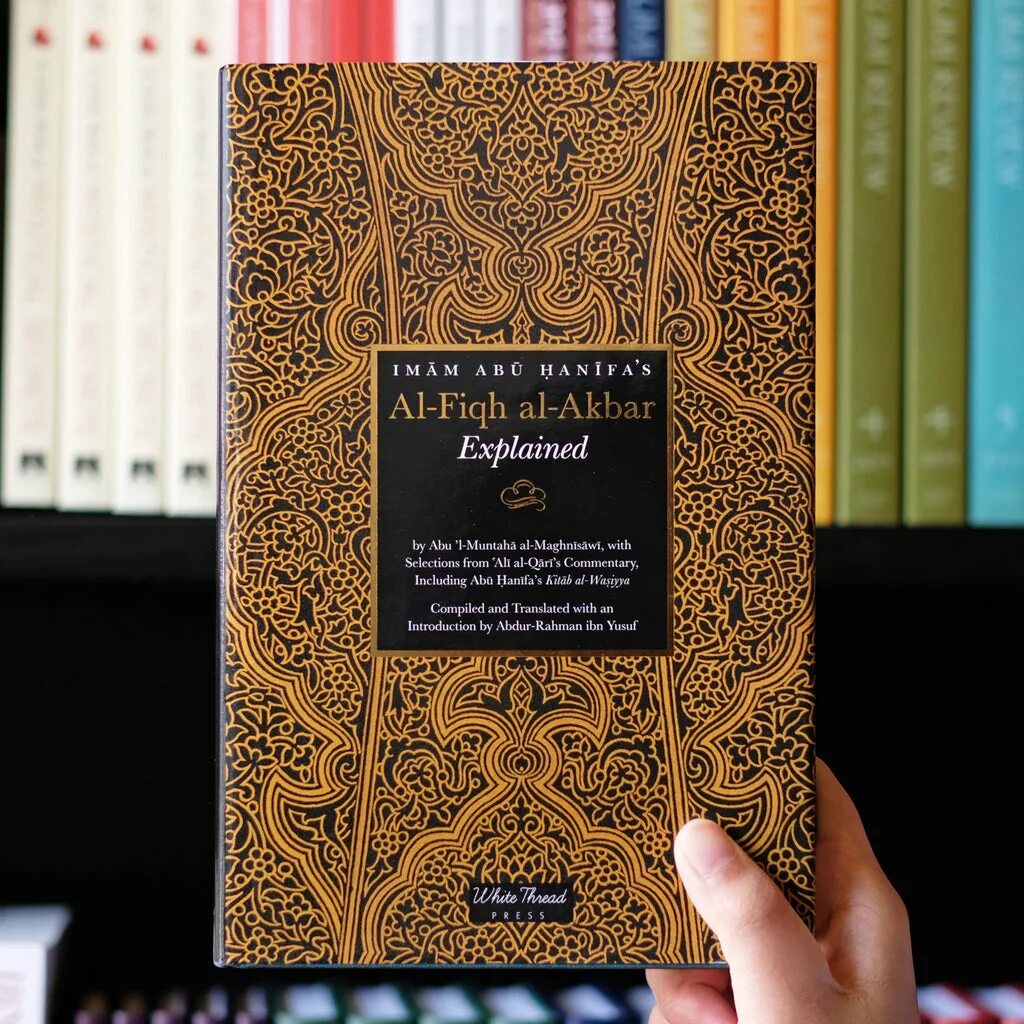 IMĀM ABŪ ḤANĪFA'S
Al-Fiqh al-Akbar
Explained
by Abu 'l-Muntahā al-Maghnīsāwī, with
Selections from ʿAlī al-Qārī's Commentary,
Including Abū Ḥanīfa's Kitāb al-Waṣiyya
Compiled and Translated with an
Introduction by Abdur-Rahman ibn Yusuf
White Thread
PRESS